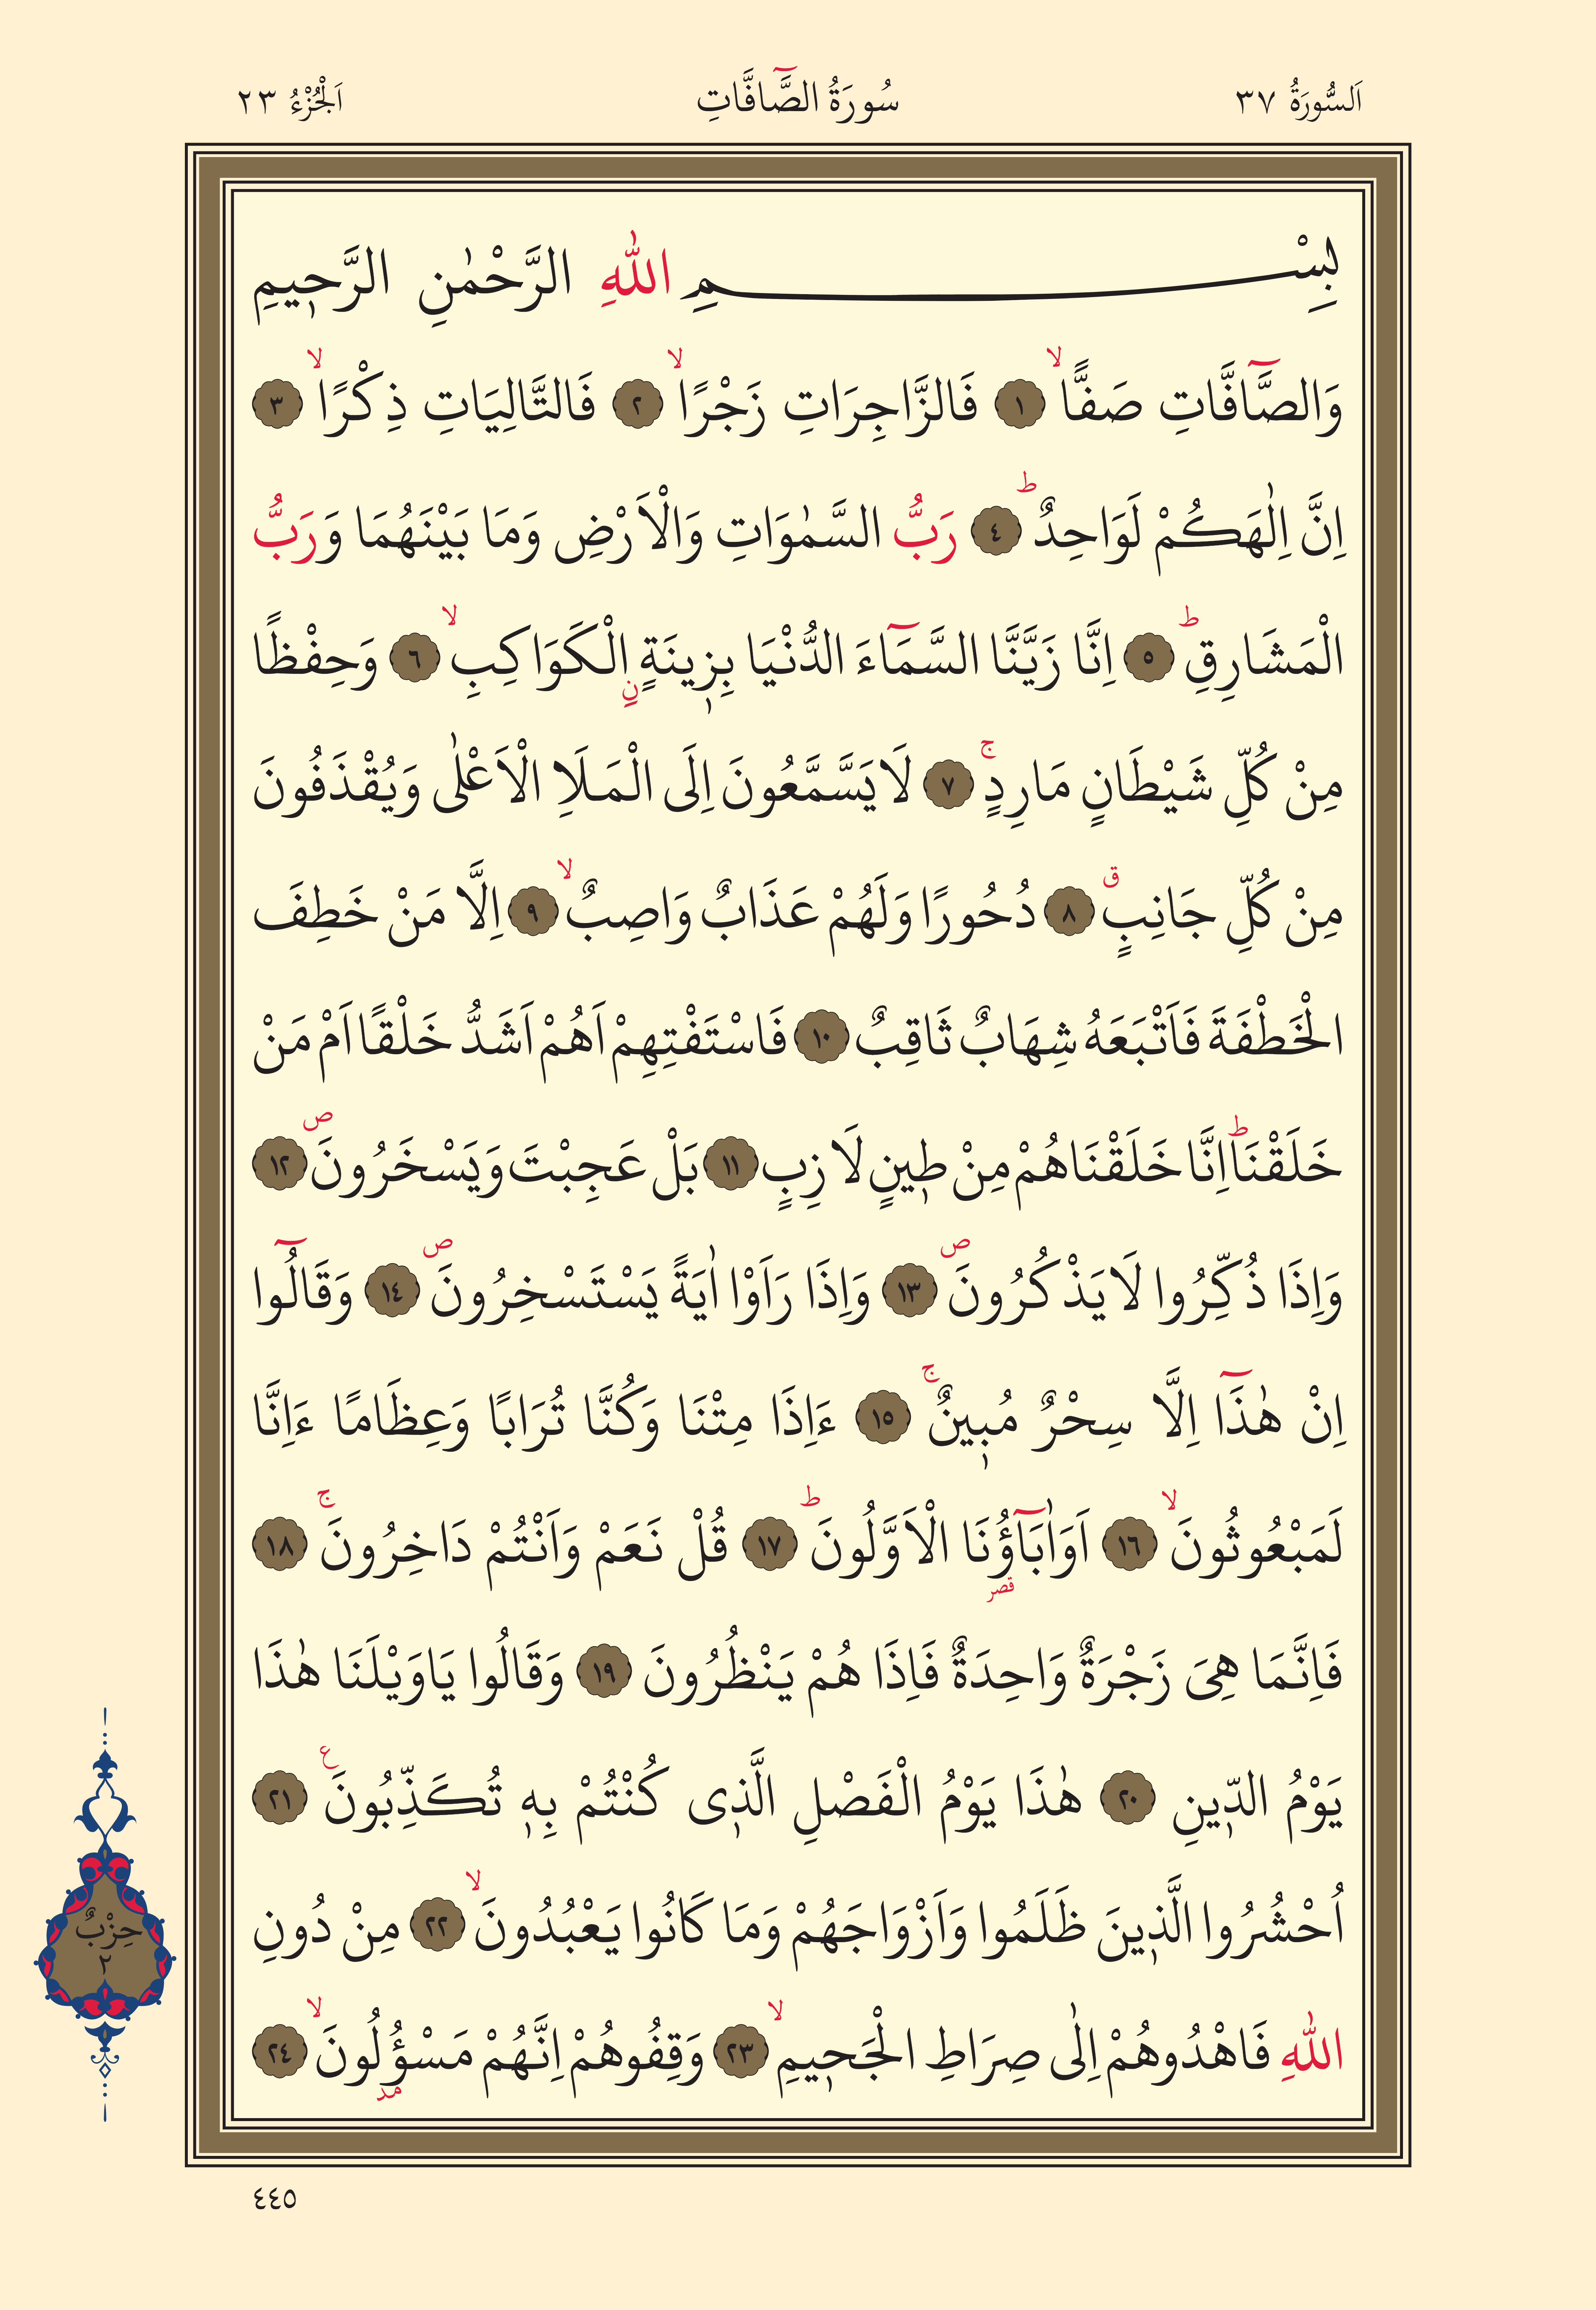 اَلسُّورَةُ ٣٧ سُورَةُ الصَّٓافَّاتِ اَلْجُزْءُ ٢٣
بِسْمِ اللّٰهِ الرَّحْمٰنِ الرَّح۪يمِ
وَالصَّٓافَّاتِ صَفًّاۙ ١ فَالزَّاجِرَاتِ زَجْرًاۙ ٢ فَالتَّالِيَاتِ ذِكْرًاۙ ٣
اِنَّ اِلٰهَكُمْ لَوَاحِدٌۜ ٤ رَبُّ السَّمٰوَاتِ وَالْاَرْضِ وَمَا بَيْنَهُمَا وَرَبُّ
الْمَشَارِقِۜ ٥ اِنَّا زَيَّنَّا السَّمَٓاءَ الدُّنْيَا بِز۪ينَةٍۨ الْكَوَاكِبِۙ ٦ وَحِفْظًا
مِنْ كُلِّ شَيْطَانٍ مَارِدٍۚ ٧ لَا يَسَّمَّعُونَ اِلَى الْمَلَاِ الْاَعْلٰى وَيُقْذَفُونَ
مِنْ كُلِّ جَانِبٍۗ ٨ دُحُورًا وَلَهُمْ عَذَابٌ وَاصِبٌۙ ٩ اِلَّا مَنْ خَطِفَ
الْخَطْفَةَ فَاَتْبَعَهُ شِهَابٌ ثَاقِبٌ ١٠ فَاسْتَفْتِهِمْ اَهُمْ اَشَدُّ خَلْقًا اَمْ مَنْ
خَلَقْنَاۜ اِنَّا خَلَقْنَاهُمْ مِنْ ط۪ينٍ لَازِبٍ ١١ بَلْ عَجِبْتَ وَيَسْخَرُونَۖ ١٢
وَاِذَا ذُكِّرُوا لَا يَذْكُرُونَۖ ١٣ وَاِذَا رَاَوْا اٰيَةً يَسْتَسْخِرُونَۖ ١٤ وَقَالُٓوا
اِنْ هٰذَٓا اِلَّا سِحْرٌ مُب۪ينٌۚ ١٥ ءَاِذَا مِتْنَا وَكُنَّا تُرَابًا وَعِظَامًا ءَاِنَّا
لَمَبْعُوثُونَۙ ١٦ اَوَاٰبَٓاؤُ۬نَا الْاَوَّلُونَۜ ١٧ قُلْ نَعَمْ وَاَنْتُمْ دَاخِرُونَۚ ١٨
فَاِنَّمَا هِيَ زَجْرَةٌ وَاحِدَةٌ فَاِذَا هُمْ يَنْظُرُونَ ١٩ وَقَالُوا يَاوَيْلَنَا هٰذَا
يَوْمُ الدّ۪ينِ ٢٠ هٰذَا يَوْمُ الْفَصْلِ الَّذ۪ى كُنْتُمْ بِه۪ تُكَذِّبُونَ ع ٢١
اُحْشُرُوا الَّذ۪ينَ ظَلَمُوا وَاَزْوَاجَهُمْ وَمَا كَانُوا يَعْبُدُونَۙ ٢٢ مِنْ دُونِ
حِزْبٌ
٢
اللّٰهِ فَاهْدُوهُمْ اِلٰى صِرَاطِ الْجَح۪يمِۙ ٢٣ وَقِفُوهُمْ اِنَّهُمْ مَسْؤُ۫لُونَۙ ٢٤
٤٤٥